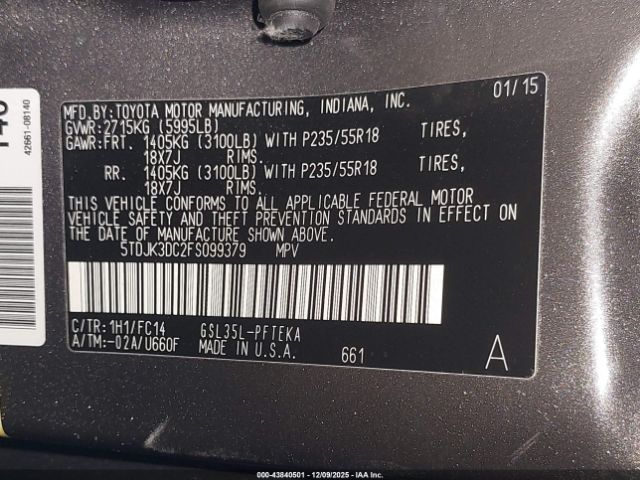 140
42661-08140
MFD.BY:TOYOTA MOTOR MANUFACTURING, INDIANA, INC. 01/15
GVWR:2715KG (5995LB)
GAWR:FRT. 1405KG (3100LB) WITH P235/55R18 TIRES,
18X7J RIMS.
RR. 1405KG (3100LB) WITH P235/55R18 TIRES,
18X7J RIMS.
THIS VEHICLE CONFORMS TO ALL APPLICABLE FEDERAL MOTOR
VEHICLE SAFETY AND THEFT PREVENTION STANDARDS IN EFFECT ON
THE DATE OF MANUFACTURE SHOWN ABOVE.
5TDJK3DC2FS099379 MPV
C/TR:1H1/FC14 GSL35L-PFTEKA
A/TM:-02A/U660F MADE IN U.S.A. 661 A
000-43840501 - 12/09/2025 - IAAI.COM